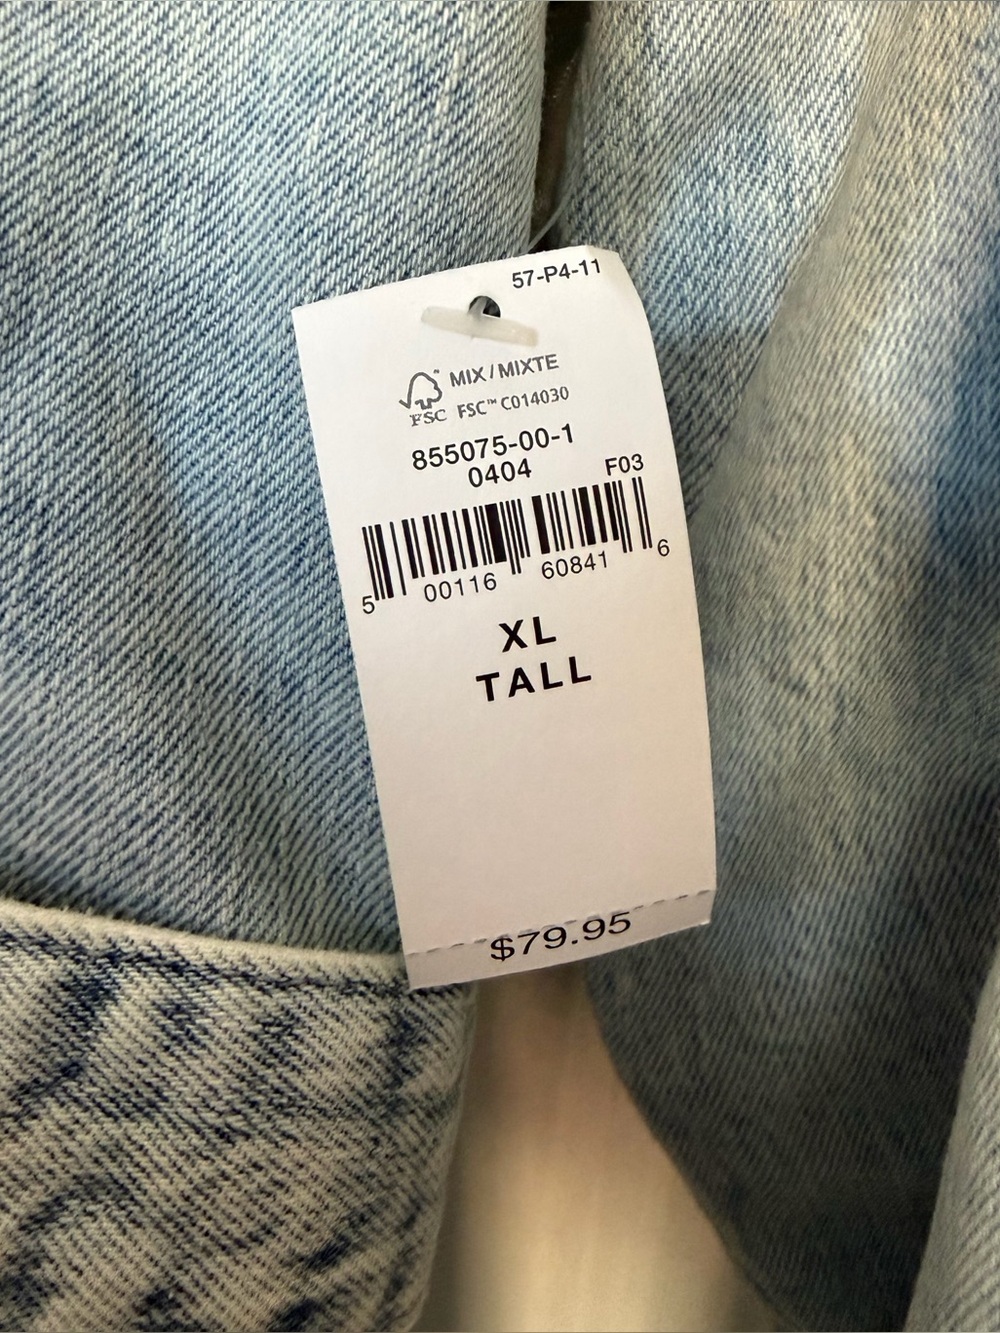 57-P4-11
MIX / MIXTE
FSC FSC™ C014030
855075-00-1
0404 F03
5 00116 60841 6
XL
TALL
$79.95